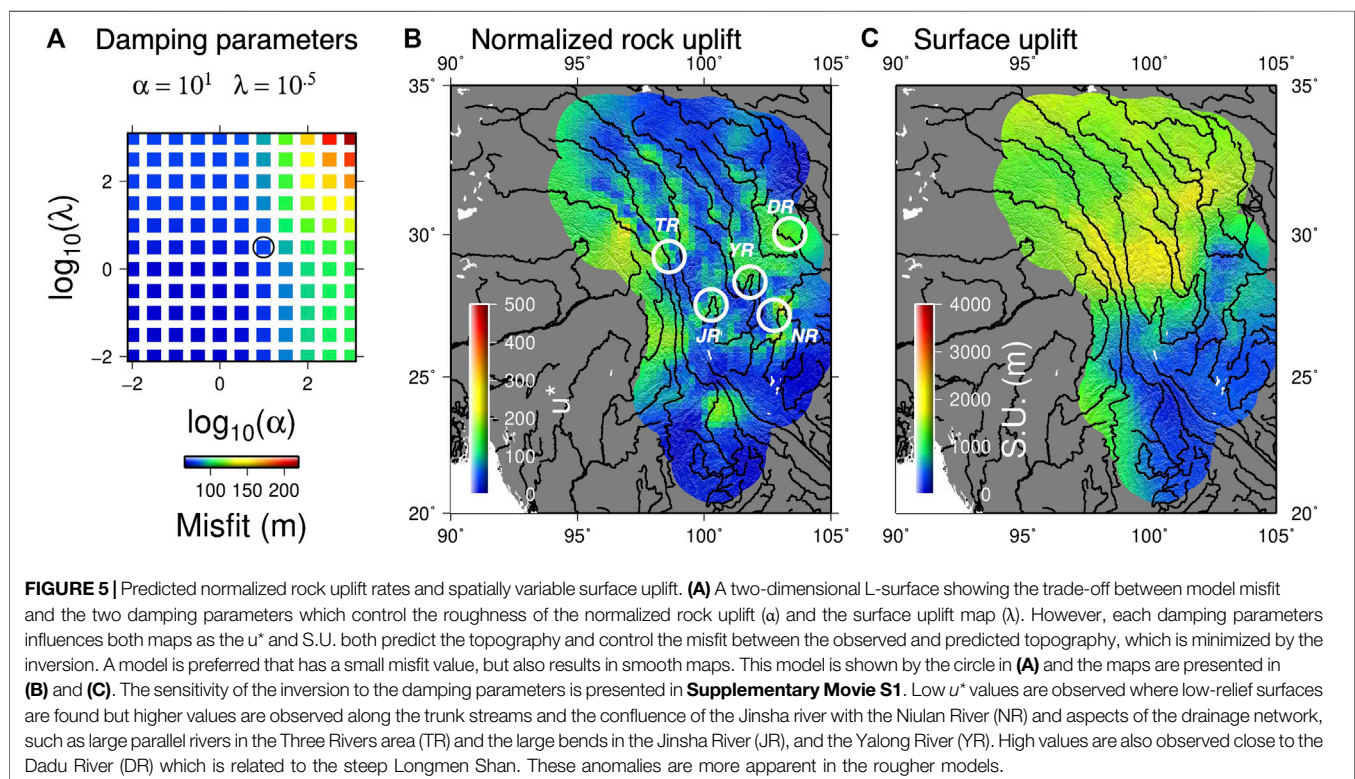 A Damping parameters
α = 10¹ λ = 10·⁵
log₁₀(λ)
2
0
−2
−2 0 2
log₁₀(α)
100 150 200
Misfit (m)
B Normalized rock uplift
90˚ 95˚ 100˚ 105˚
35˚
30˚
25˚
20˚
90˚ 95˚ 100˚ 105˚
TR
DR
YR
JR
NR
500
400
300
200
100
0
u*
C Surface uplift
90˚ 95˚ 100˚ 105˚
35˚
30˚
25˚
20˚
90˚ 95˚ 100˚ 105˚
4000
3000
2000
1000
0
S.U. (m)
FIGURE 5 | Predicted normalized rock uplift rates and spatially variable surface uplift. (A) A two-dimensional L-surface showing the trade-off between model misfit
and the two damping parameters which control the roughness of the normalized rock uplift (α) and the surface uplift map (λ). However, each damping parameters
influences both maps as the u* and S.U. both predict the topography and control the misfit between the observed and predicted topography, which is minimized by the
inversion. A model is preferred that has a small misfit value, but also results in smooth maps. This model is shown by the circle in (A) and the maps are presented in
(B) and (C). The sensitivity of the inversion to the damping parameters is presented in Supplementary Movie S1. Low u* values are observed where low-relief surfaces
are found but higher values are observed along the trunk streams and the confluence of the Jinsha river with the Niulan River (NR) and aspects of the drainage network,
such as large parallel rivers in the Three Rivers area (TR) and the large bends in the Jinsha River (JR), and the Yalong River (YR). High values are also observed close to the
Dadu River (DR) which is related to the steep Longmen Shan. These anomalies are more apparent in the rougher models.